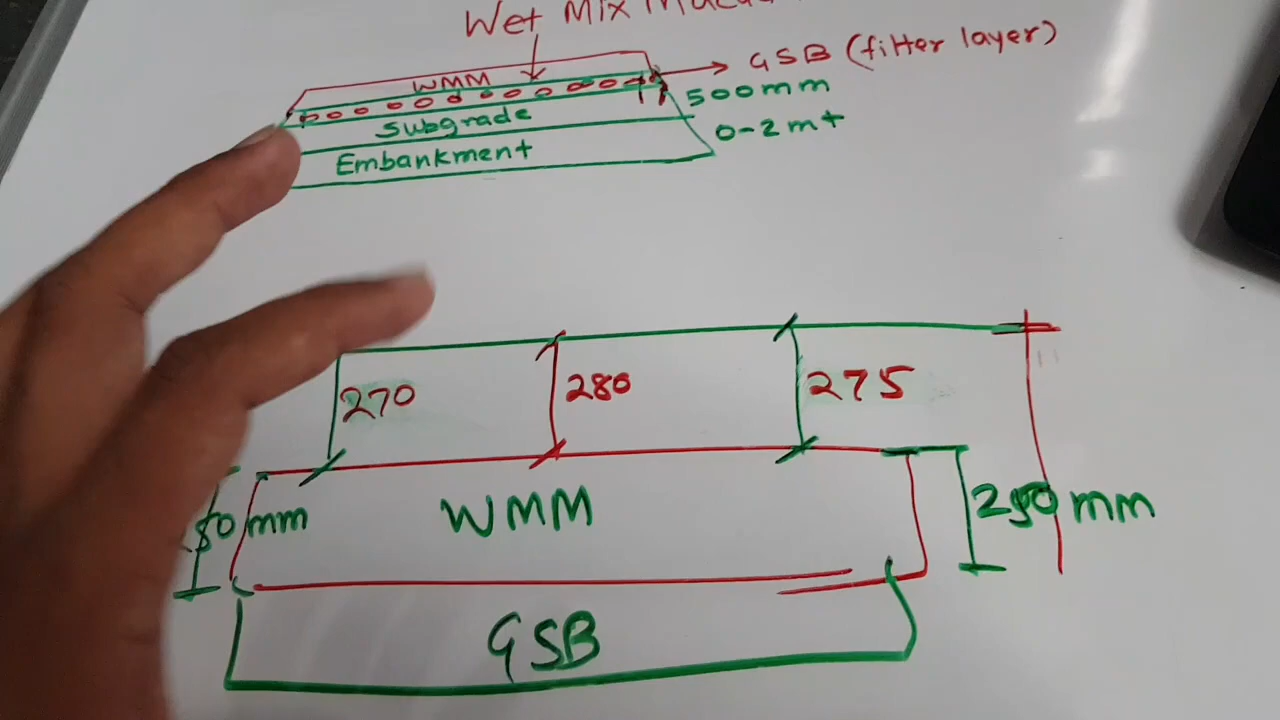 Wet Mix
WMM
GSB (filter layer)
Subgrade
500mm
Embankment
0-2mt
270
280
275
WMM
mm
250 mm
GSB